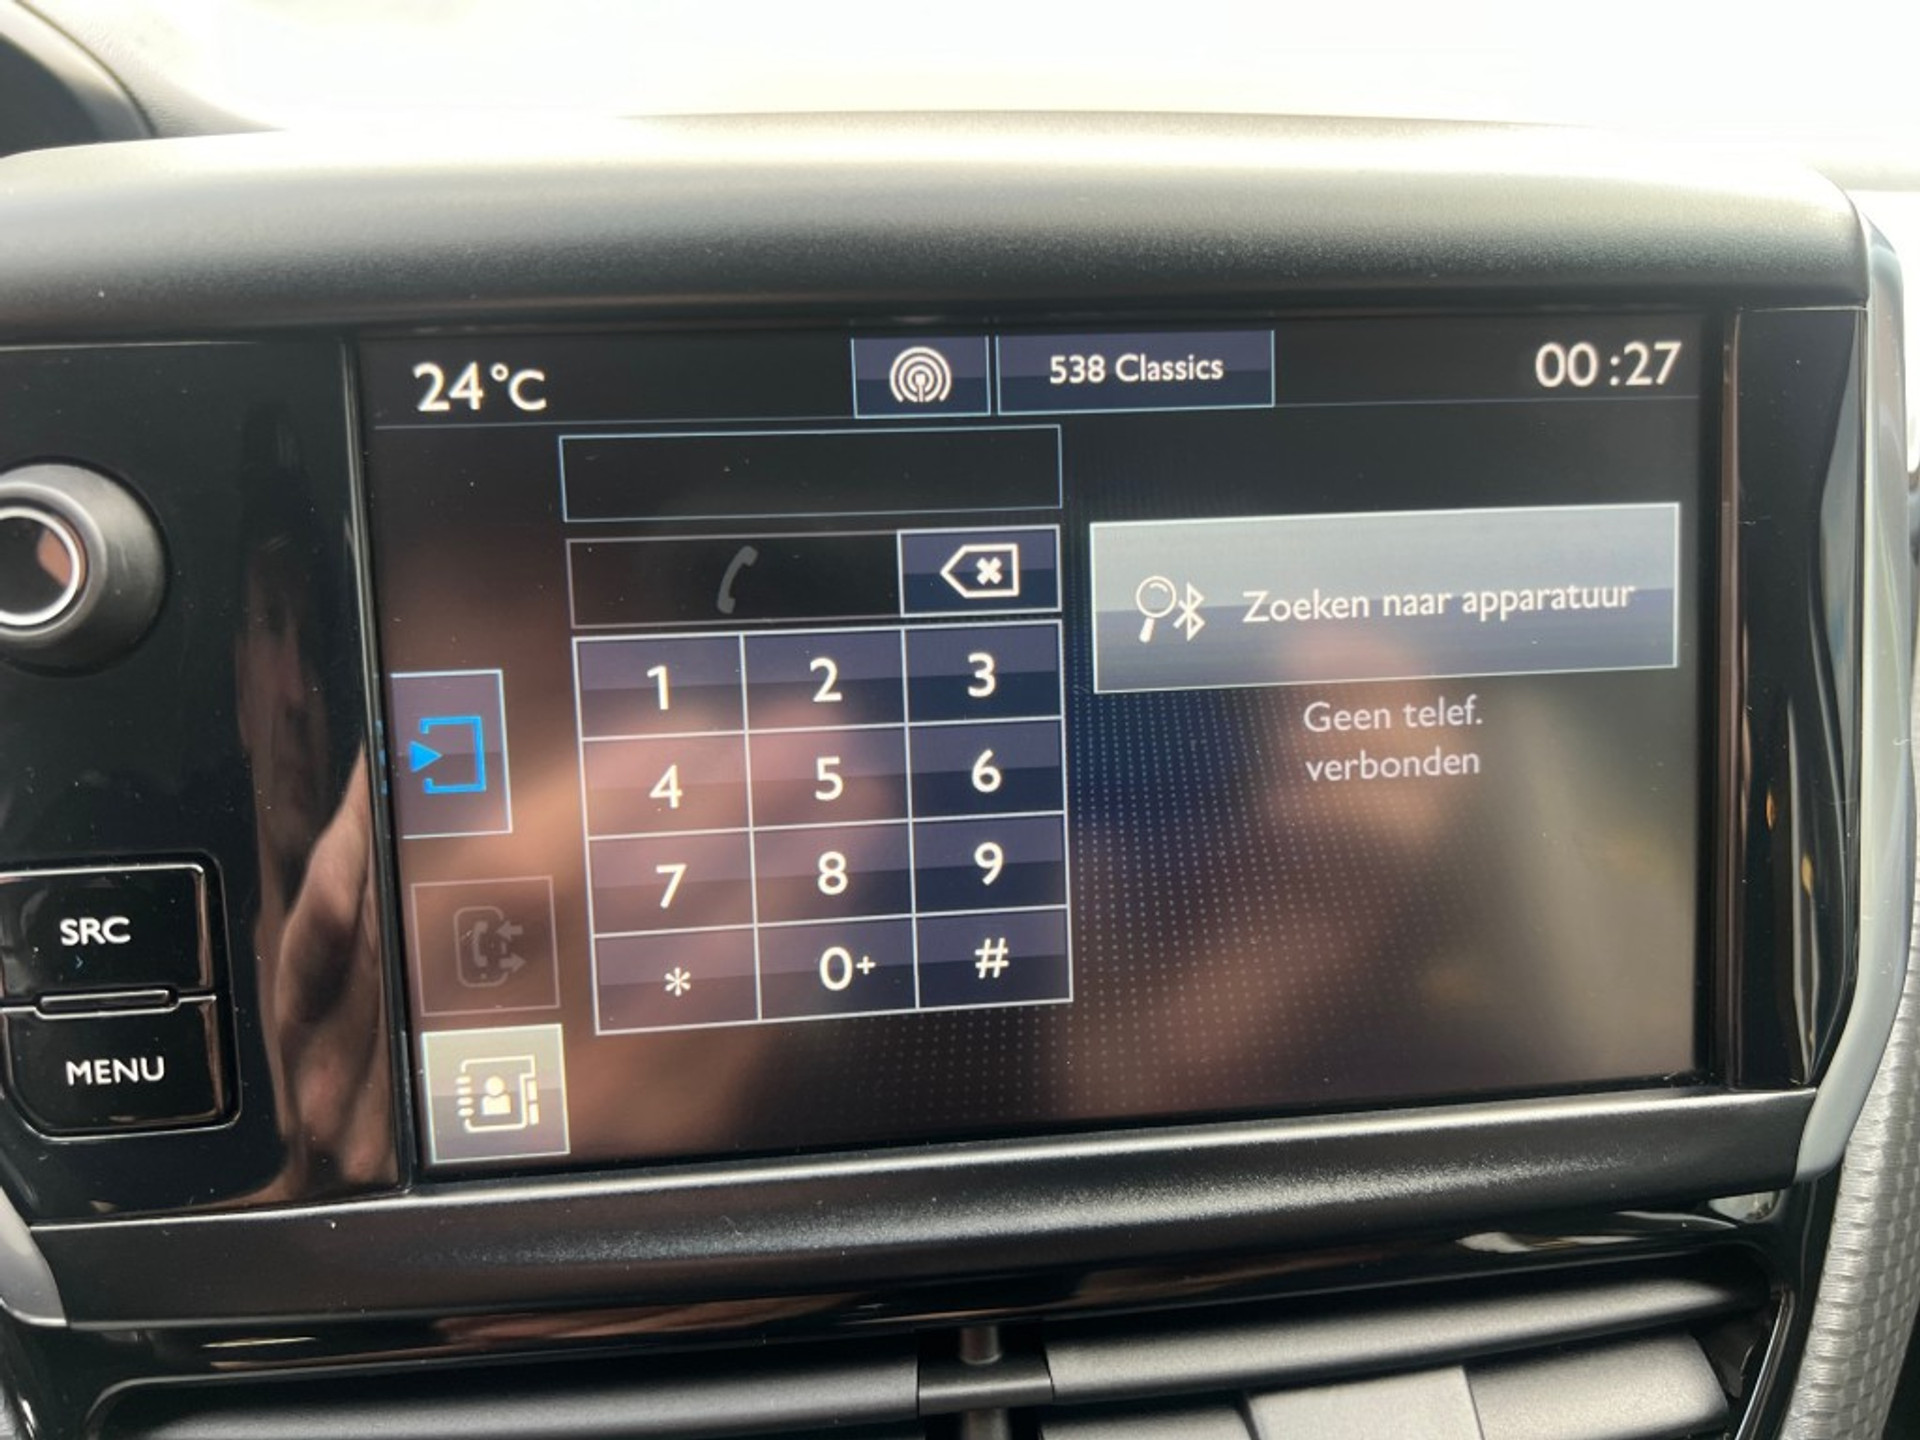 24°C
538 Classics
00:27
Zoeken naar apparatuur
1 2 3
Geen telef.
verbonden
4 5 6
7 8 9
* 0+ #
SRC
MENU